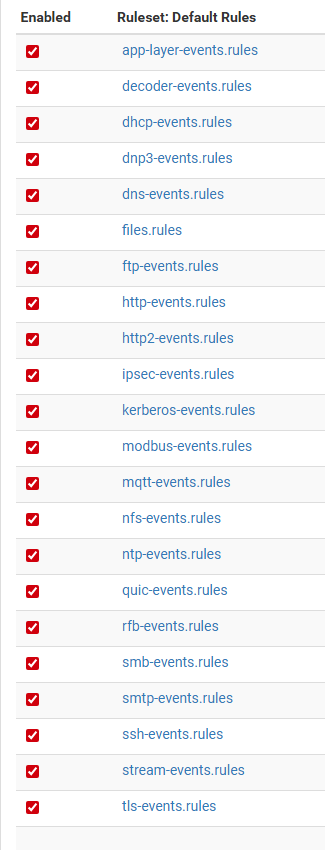 Enabled Ruleset: Default Rules
app-layer-events.rules
decoder-events.rules
dhcp-events.rules
dnp3-events.rules
dns-events.rules
files.rules
ftp-events.rules
http-events.rules
http2-events.rules
ipsec-events.rules
kerberos-events.rules
modbus-events.rules
mqtt-events.rules
nfs-events.rules
ntp-events.rules
quic-events.rules
rfb-events.rules
smb-events.rules
smtp-events.rules
ssh-events.rules
stream-events.rules
tls-events.rules